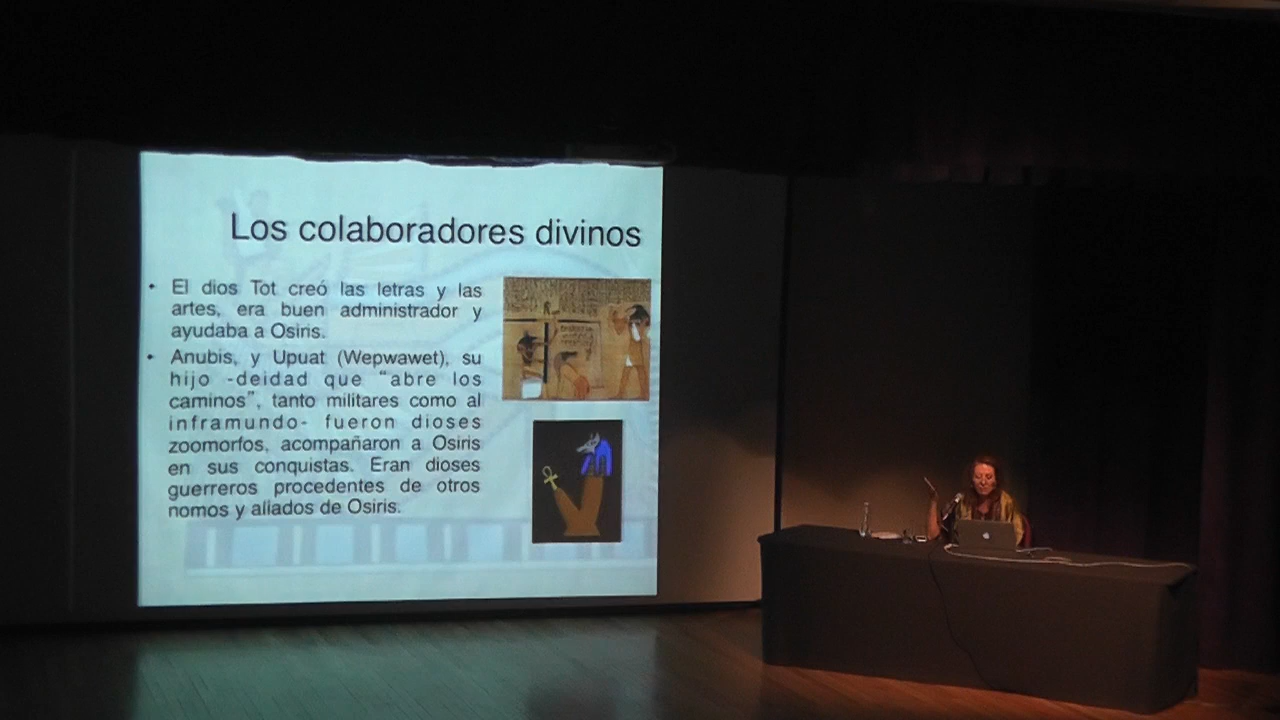 Los colaboradores divinos
• El dios Tot creó las letras y las
artes, era buen administrador y
ayudaba a Osiris.
• Anubis, y Upuat (Wepwawet), su
hijo -deidad que “abre los
caminos”, tanto militares como al
inframundo- fueron dioses
zoomorfos, acompañaron a Osiris
en sus conquistas. Eran dioses
guerreros procedentes de otros
nomos y aliados de Osiris.